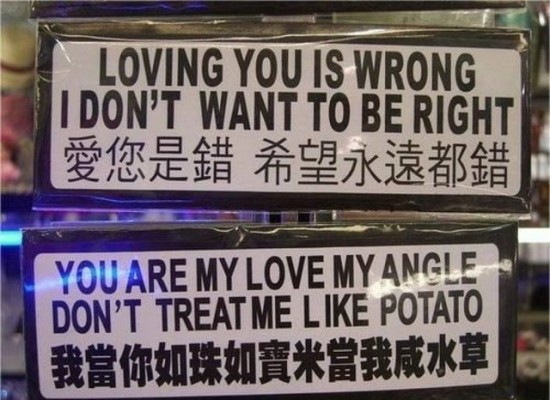 LOVING YOU IS WRONG
I DON'T WANT TO BE RIGHT
愛您是錯 希望永遠都錯
YOU ARE MY LOVE MY ANGLE
DON'T TREAT ME LIKE POTATO
我當你如珠如寶米當我咸水草